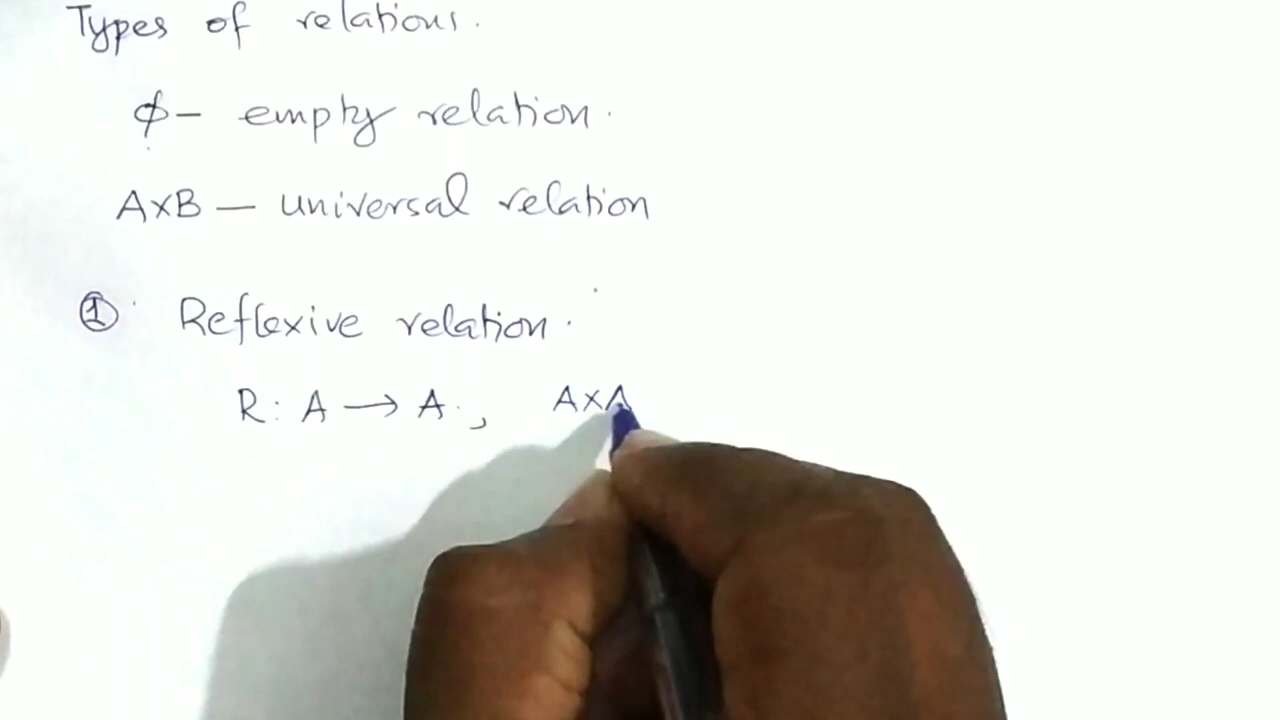 Types of relations.
ϕ - empty relation.
A×B — universal relation
① Reflexive relation.
R: A → A., A×A